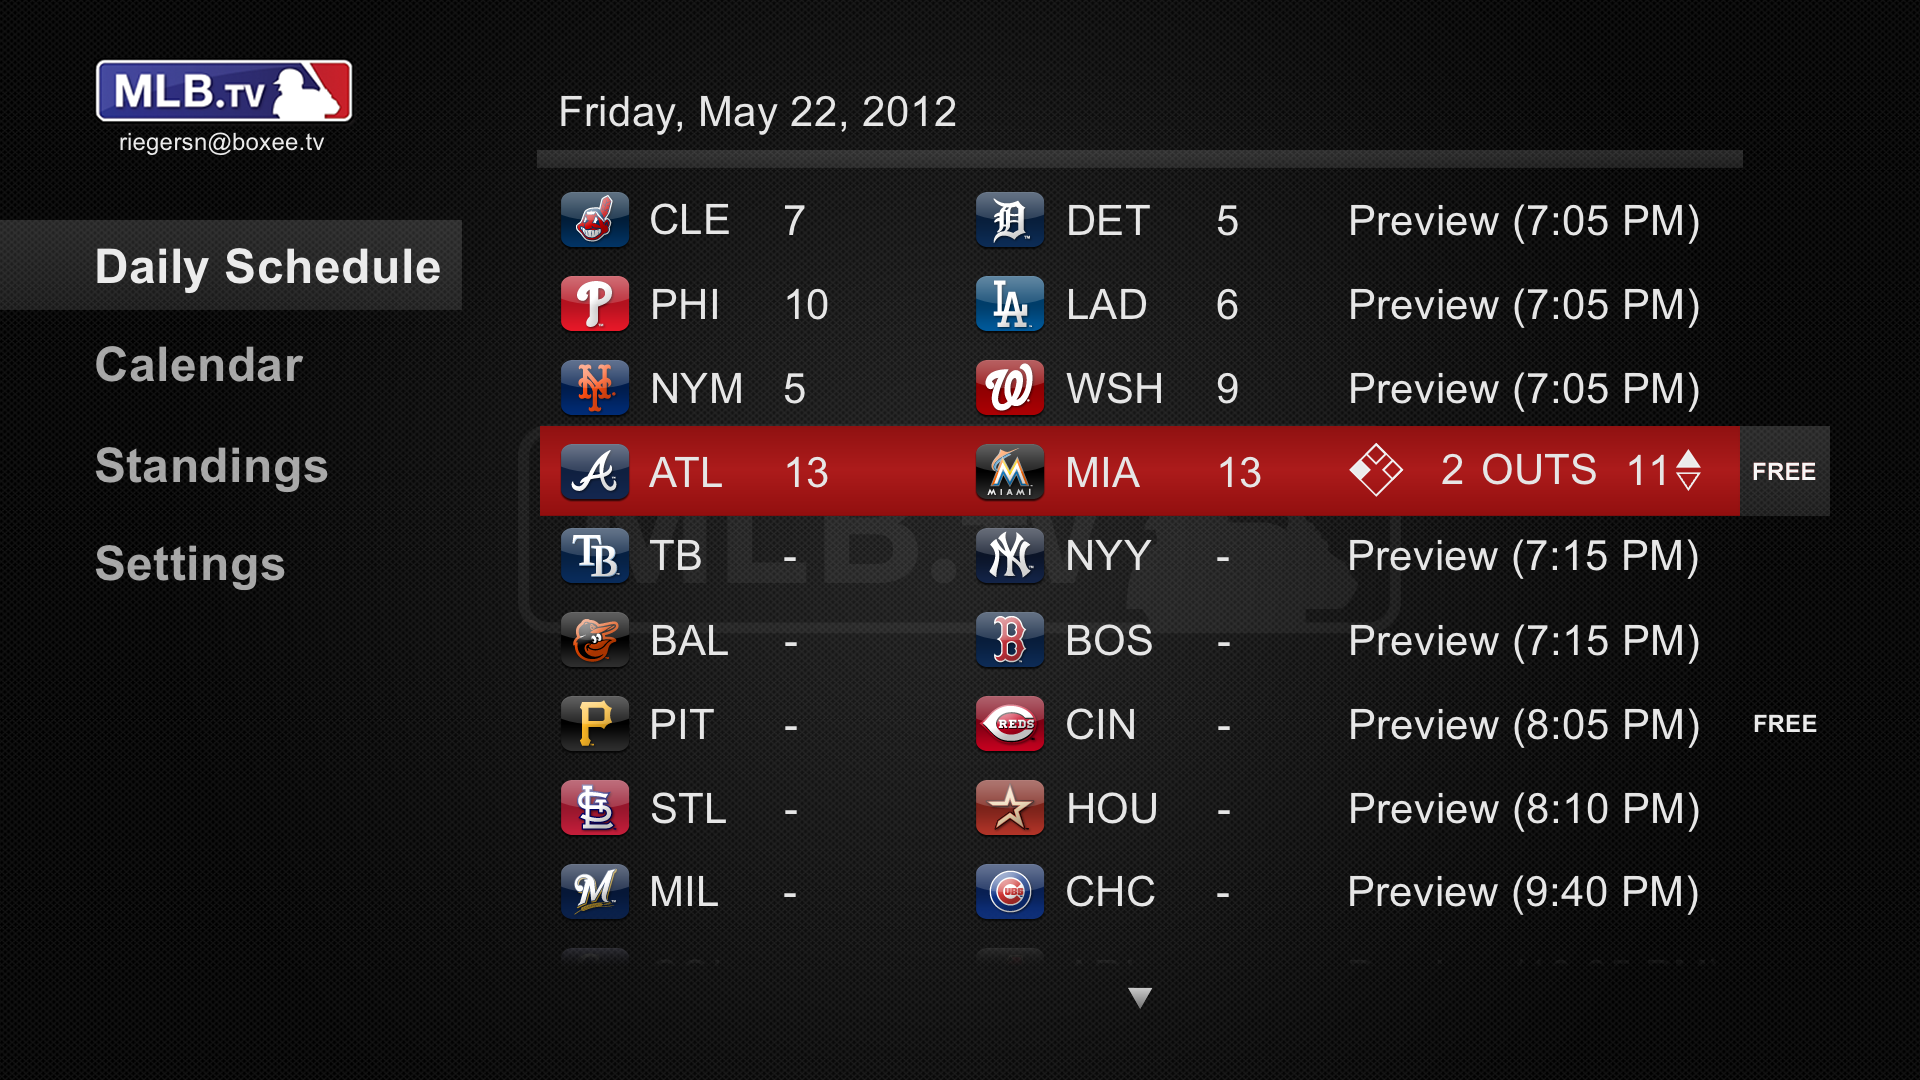 MLB.TV
riegersn@boxee.tv
Friday, May 22, 2012
Daily Schedule
Calendar
Standings
Settings
CLE 7 DET 5 Preview (7:05 PM)
PHI 10 LAD 6 Preview (7:05 PM)
NYM 5 WSH 9 Preview (7:05 PM)
ATL 13 MIAMI MIA 13 2 OUTS 11 FREE
TB TB - NYY - Preview (7:15 PM)
BAL - B BOS - Preview (7:15 PM)
P PIT - REDS CIN - Preview (8:05 PM) FREE
STL - HOU - Preview (8:10 PM)
M MIL - CUBS CHC - Preview (9:40 PM)